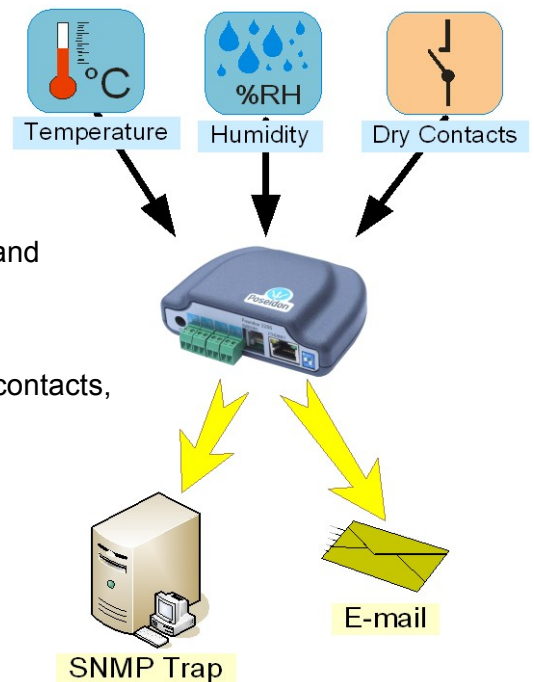 °C
%RH
Temperature
Humidity
Dry Contacts
and
Poseidon
contacts,
E-mail
SNMP Trap